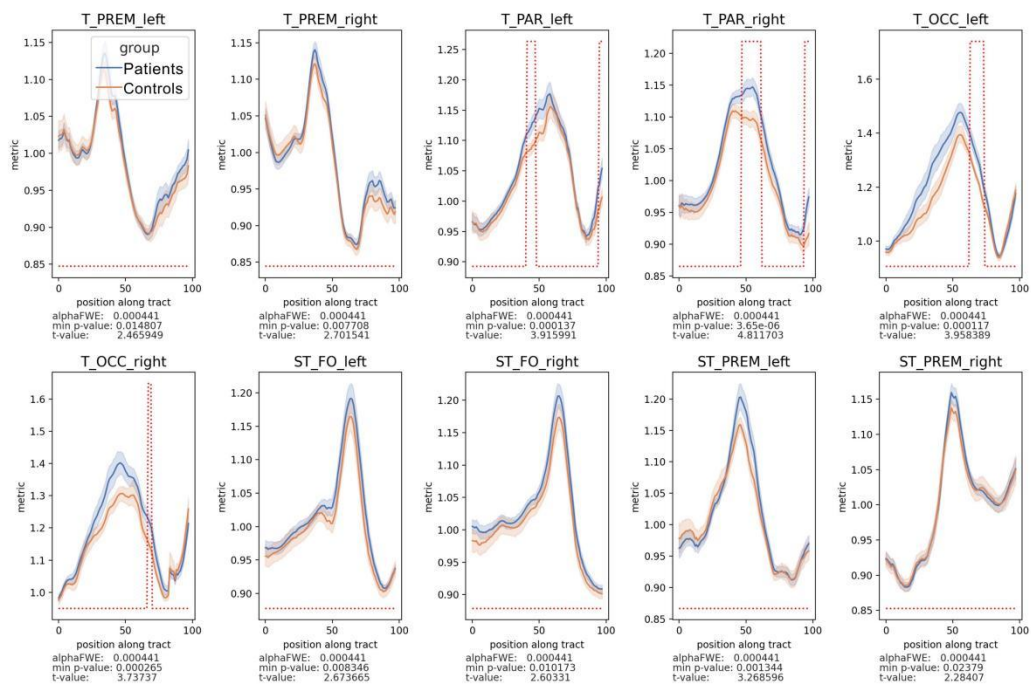 T_PREM_left
T_PREM_right
T_PAR_left
T_PAR_right
T_OCC_left
group
Patients
Controls
1.15
1.10
1.05
1.00
0.95
0.90
0.85
metric
0 50 100
position along tract
alphaFWE: 0.000441
min p-value: 0.014807
t-value: 2.465949
1.15
1.10
1.05
1.00
0.95
0.90
0.85
metric
0 50 100
position along tract
alphaFWE: 0.000441
min p-value: 0.007708
t-value: 2.701541
1.25
1.20
1.15
1.10
1.05
1.00
0.95
0.90
metric
0 50 100
position along tract
alphaFWE: 0.000441
min p-value: 0.000137
t-value: 3.915991
1.20
1.15
1.10
1.05
1.00
0.95
0.90
0.85
metric
0 50 100
position along tract
alphaFWE: 0.000441
min p-value: 3.65e-06
t-value: 4.811703
1.6
1.4
1.2
1.0
metric
0 50 100
position along tract
alphaFWE: 0.000441
min p-value: 0.000117
t-value: 3.958389
T_OCC_right
ST_FO_left
ST_FO_right
ST_PREM_left
ST_PREM_right
1.6
1.5
1.4
1.3
1.2
1.1
1.0
metric
0 50 100
position along tract
alphaFWE: 0.000441
min p-value: 0.000265
t-value: 3.73737
1.20
1.15
1.10
1.05
1.00
0.95
0.90
metric
0 50 100
position along tract
alphaFWE: 0.000441
min p-value: 0.008346
t-value: 2.673665
1.20
1.15
1.10
1.05
1.00
0.95
0.90
metric
0 50 100
position along tract
alphaFWE: 0.000441
min p-value: 0.010173
t-value: 2.60331
1.20
1.15
1.10
1.05
1.00
0.95
0.90
0.85
metric
0 50 100
position along tract
alphaFWE: 0.000441
min p-value: 0.001344
t-value: 3.268596
1.15
1.10
1.05
1.00
0.95
0.90
0.85
metric
0 50 100
position along tract
alphaFWE: 0.000441
min p-value: 0.02379
t-value: 2.28407